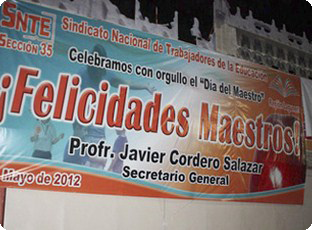 SNTE
SECCIÓN 35
Sindicato Nacional de Trabajadores de la Educación
Celebramos con orgullo el "Día del Maestro"
¡Felicidades Maestros!
Profr. Javier Cordero Salazar
Secretario General
Mayo de 2012